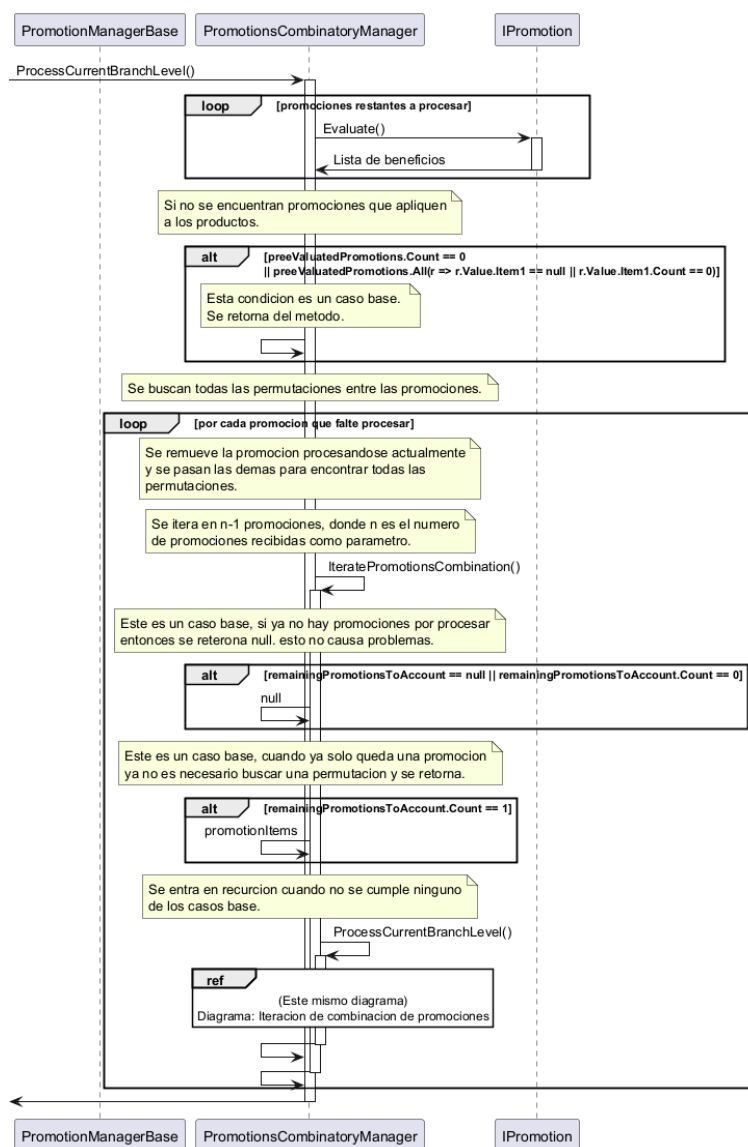 PromotionManagerBase
PromotionsCombinatoryManager
IPromotion
ProcessCurrentBranchLevel()
loop
[promociones restantes a procesar]
Evaluate()
Lista de beneficios
Si no se encuentran promociones que apliquen
a los productos.
alt
[preeValuatedPromotions.Count == 0
|| preeValuatedPromotions.All(r => r.Value.Item1 == null || r.Value.Item1.Count == 0)]
Esta condicion es un caso base.
Se retorna del metodo.
Se buscan todas las permutaciones entre las promociones.
loop
[por cada promocion que falte procesar]
Se remueve la promocion procesandose actualmente
y se pasan las demas para encontrar todas las
permutaciones.
Se itera en n-1 promociones, donde n es el numero
de promociones recibidas como parametro.
IteratePromotionsCombination()
Este es un caso base, si ya no hay promociones por procesar
entonces se reterona null. esto no causa problemas.
alt
[remainingPromotionsToAccount == null || remainingPromotionsToAccount.Count == 0]
null
Este es un caso base, cuando ya solo queda una promocion
ya no es necesario buscar una permutacion y se retorna.
alt
[remainingPromotionsToAccount.Count == 1]
promotionItems
Se entra en recurcion cuando no se cumple ninguno
de los casos base.
ProcessCurrentBranchLevel()
ref
(Este mismo diagrama)
Diagrama: Iteracion de combinacion de promociones
PromotionManagerBase
PromotionsCombinatoryManager
IPromotion